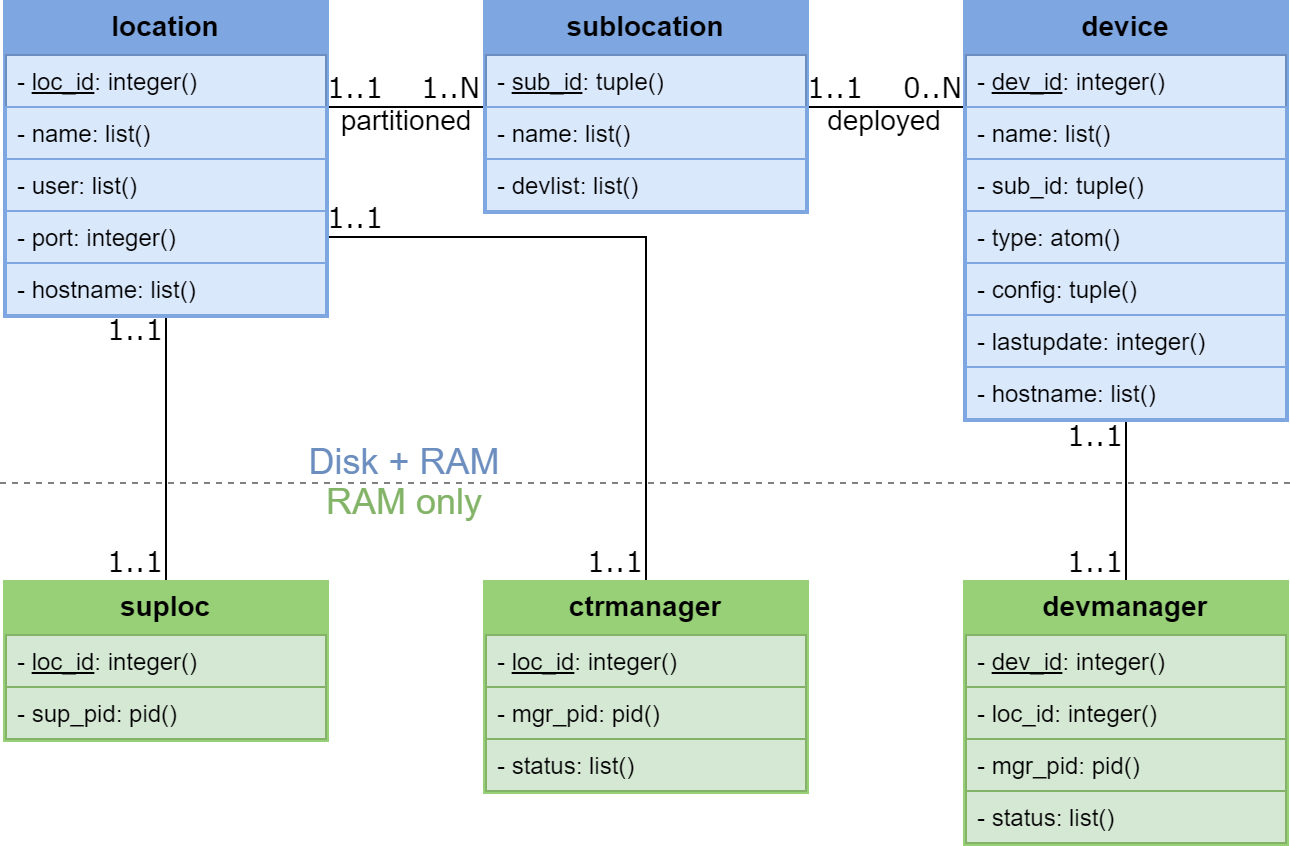 location
- loc_id: integer()
- name: list()
- user: list()
- port: integer()
- hostname: list()
1..1
1..N
partitioned
sublocation
- sub_id: tuple()
- name: list()
- devlist: list()
1..1
0..N
deployed
device
- dev_id: integer()
- name: list()
- sub_id: tuple()
- type: atom()
- config: tuple()
- lastupdate: integer()
- hostname: list()
1..1
1..1
1..1
Disk + RAM
RAM only
1..1
1..1
1..1
suploc
- loc_id: integer()
- sup_pid: pid()
ctrmanager
- loc_id: integer()
- mgr_pid: pid()
- status: list()
devmanager
- dev_id: integer()
- loc_id: integer()
- mgr_pid: pid()
- status: list()